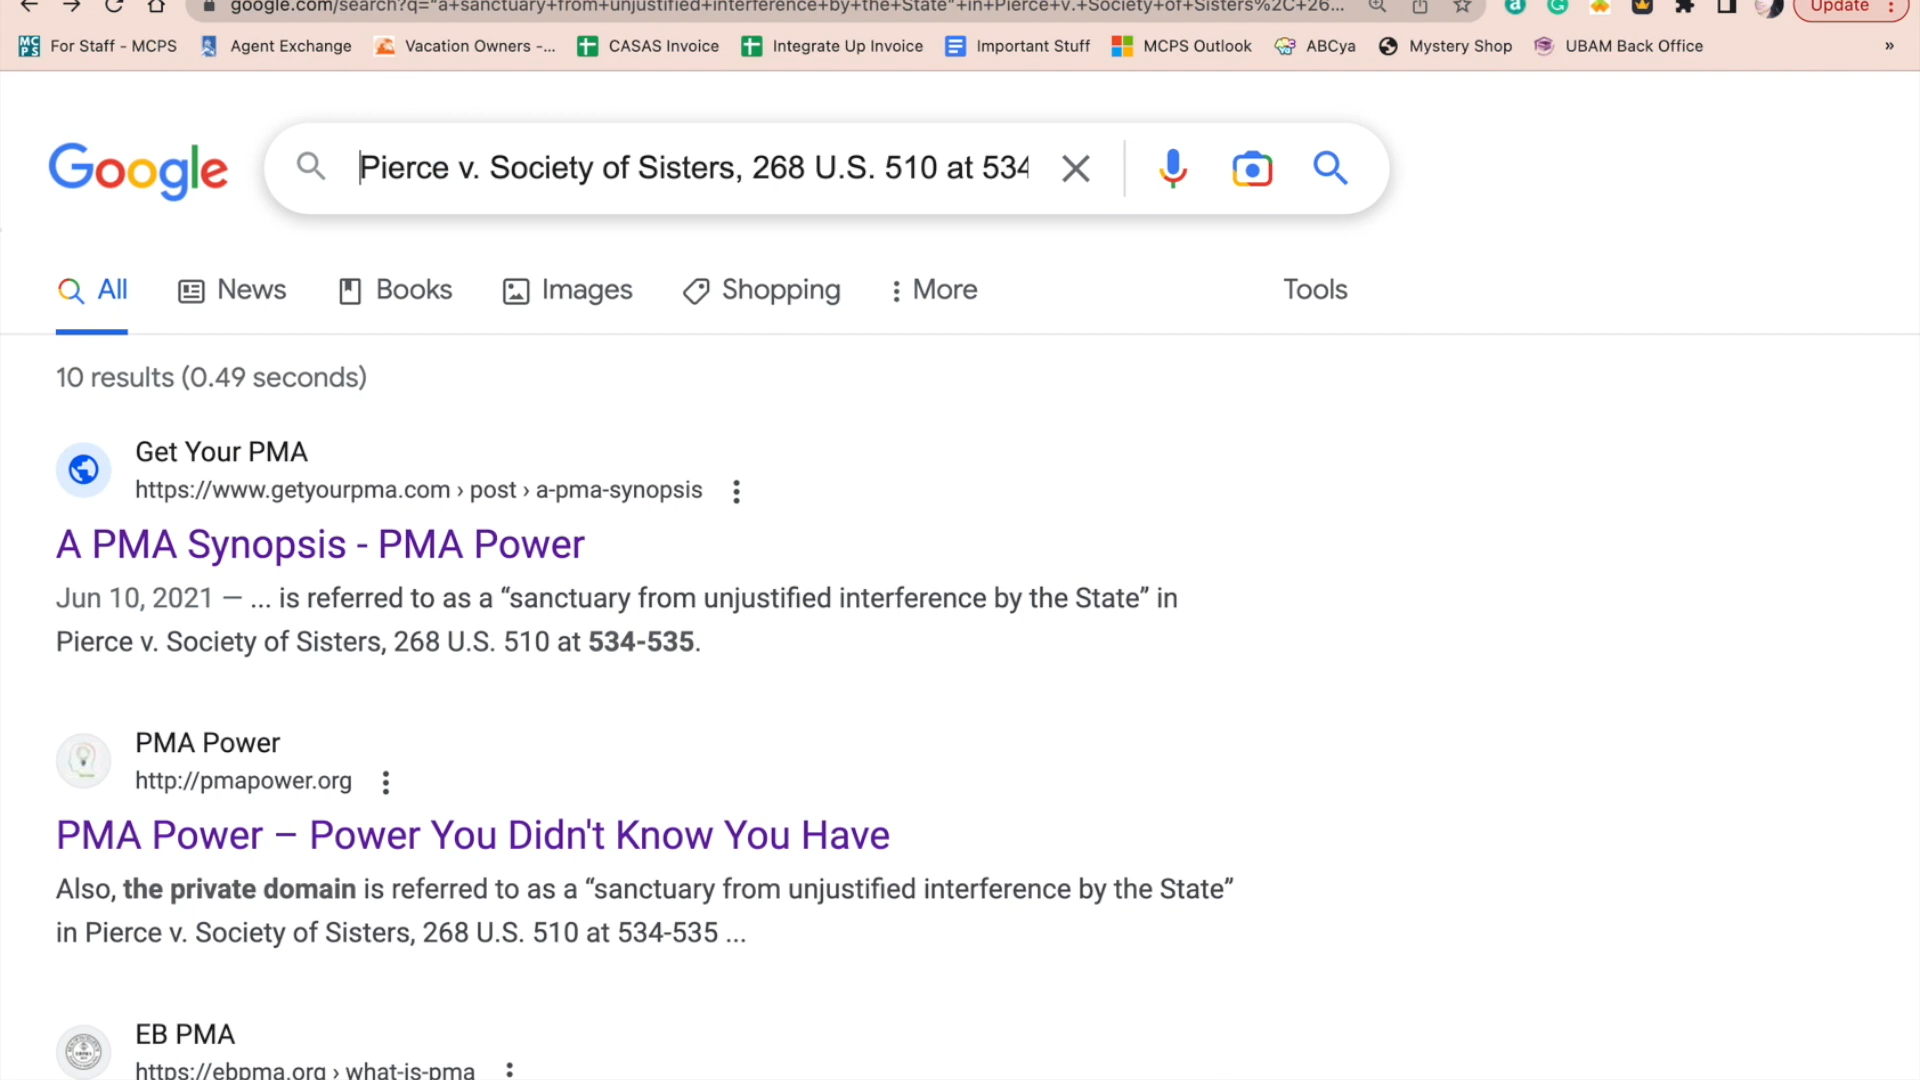 google.com/search?q="a+sanctuary+from+unjustified+interference+by+the+State"+in+Pierce+v.+Society+of+Sisters%2C+26...
Update
For Staff - MCPS
Agent Exchange
Vacation Owners -...
CASAS Invoice
Integrate Up Invoice
Important Stuff
MCPS Outlook
ABCya
Mystery Shop
UBAM Back Office
»
Google
Pierce v. Society of Sisters, 268 U.S. 510 at 534
All
News
Books
Images
Shopping
More
Tools
10 results (0.49 seconds)
Get Your PMA
https://www.getyourpma.com › post › a-pma-synopsis
A PMA Synopsis - PMA Power
Jun 10, 2021 — ... is referred to as a “sanctuary from unjustified interference by the State” in
Pierce v. Society of Sisters, 268 U.S. 510 at 534-535.
PMA Power
http://pmapower.org
PMA Power – Power You Didn't Know You Have
Also, the private domain is referred to as a “sanctuary from unjustified interference by the State”
in Pierce v. Society of Sisters, 268 U.S. 510 at 534-535 ...
EB PMA
https://ebpma.org › what-is-pma